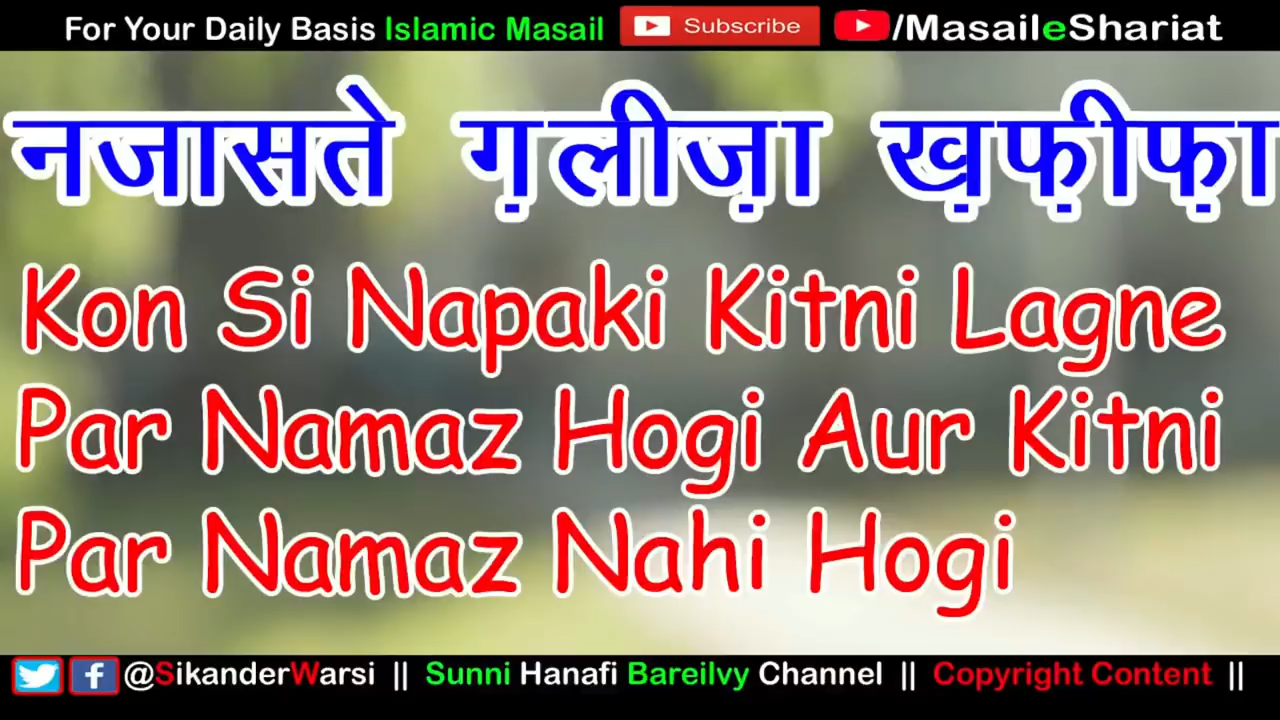 For Your Daily Basis Islamic Masail Subscribe /MasaileShariat
नजासते ग़लीज़ा ख़फ़ीफ़ा
Kon Si Napaki Kitni Lagne
Par Namaz Hogi Aur Kitni
Par Namaz Nahi Hogi
@SikanderWarsi || Sunni Hanafi Bareilvy Channel || Copyright Content ||